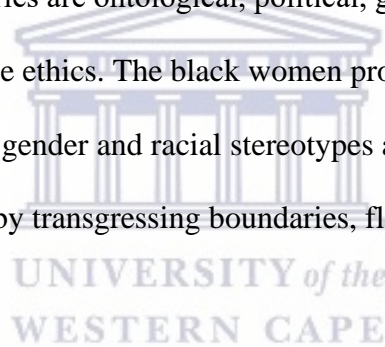 ries are ontological, political, g
e ethics. The black women pro
gender and racial stereotypes a
by transgressing boundaries, fl
UNIVERSITY of the
WESTERN CAPE